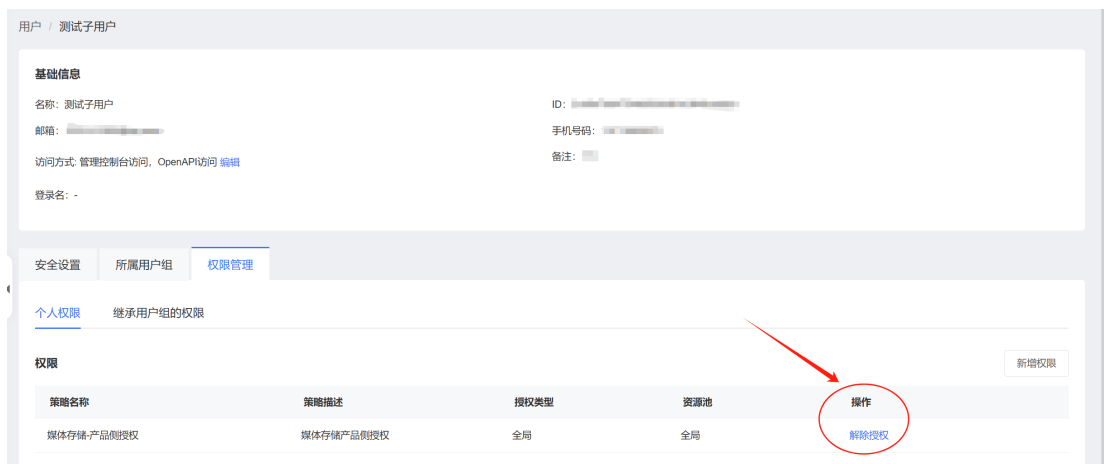 用户 / 测试子用户
基础信息
名称：测试子用户
ID：
邮箱：
手机号码：
访问方式: 管理控制台访问，OpenAPI访问 编辑
备注：
登录名：-
安全设置 所属用户组 权限管理
个人权限 继承用户组的权限
权限
新增权限
策略名称 策略描述 授权类型 资源池 操作
媒体存储-产品侧授权 媒体存储产品侧授权 全局 全局 解除授权